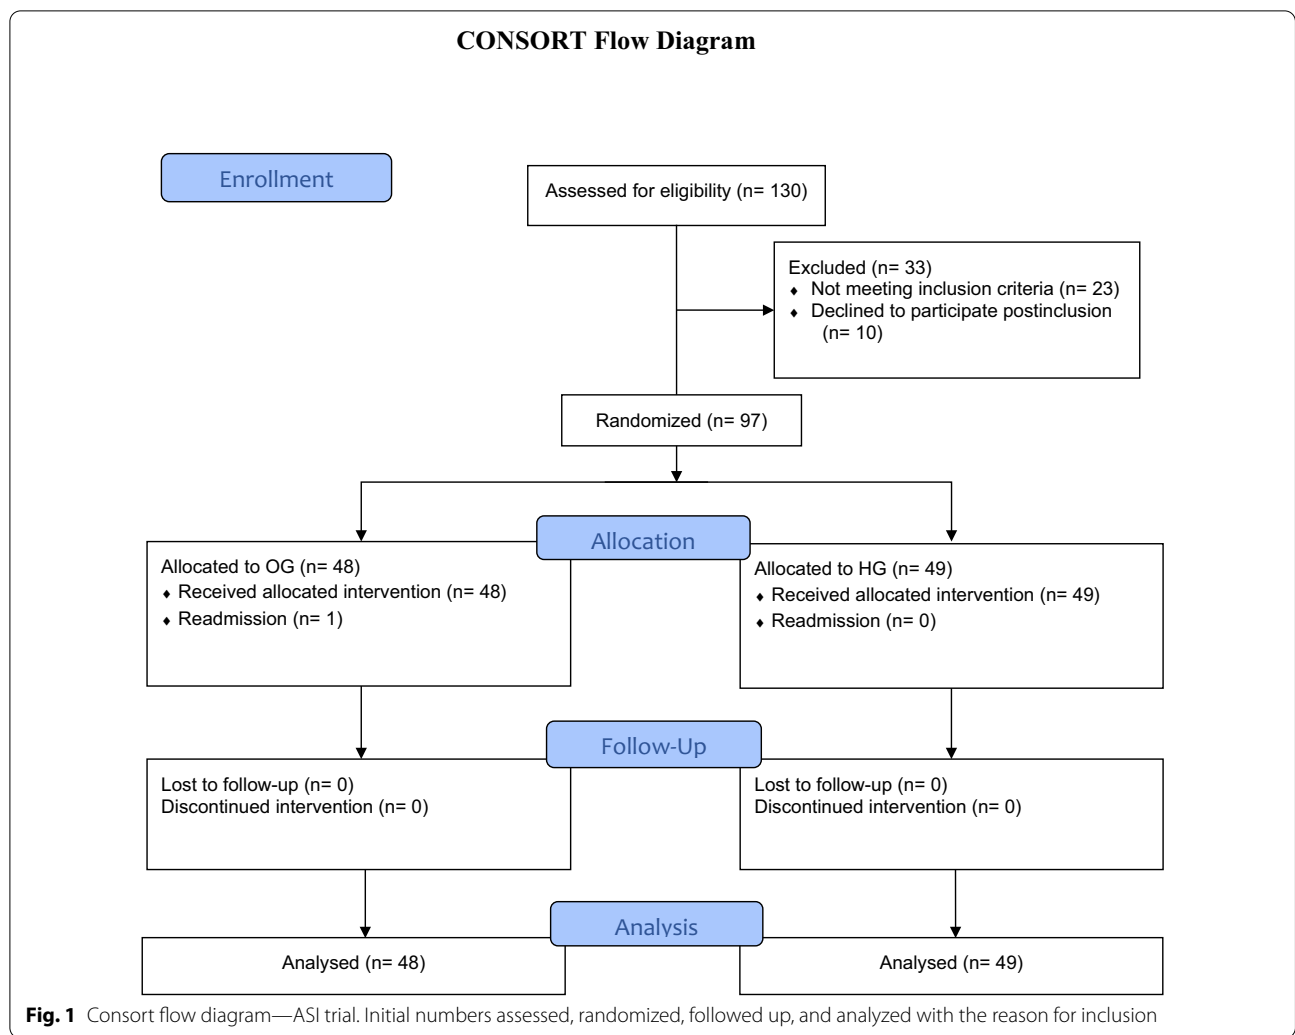 CONSORT Flow Diagram
Enrollment
Assessed for eligibility (n= 130)
Excluded (n= 33)
♦ Not meeting inclusion criteria (n= 23)
♦ Declined to participate postinclusion
(n= 10)
Randomized (n= 97)
Allocation
Allocated to OG (n= 48)
♦ Received allocated intervention (n= 48)
♦ Readmission (n= 1)
Allocated to HG (n= 49)
♦ Received allocated intervention (n= 49)
♦ Readmission (n= 0)
Follow-Up
Lost to follow-up (n= 0)
Discontinued intervention (n= 0)
Lost to follow-up (n= 0)
Discontinued intervention (n= 0)
Analysis
Analysed (n= 48)
Analysed (n= 49)
Fig. 1 Consort flow diagram—ASI trial. Initial numbers assessed, randomized, followed up, and analyzed with the reason for inclusion